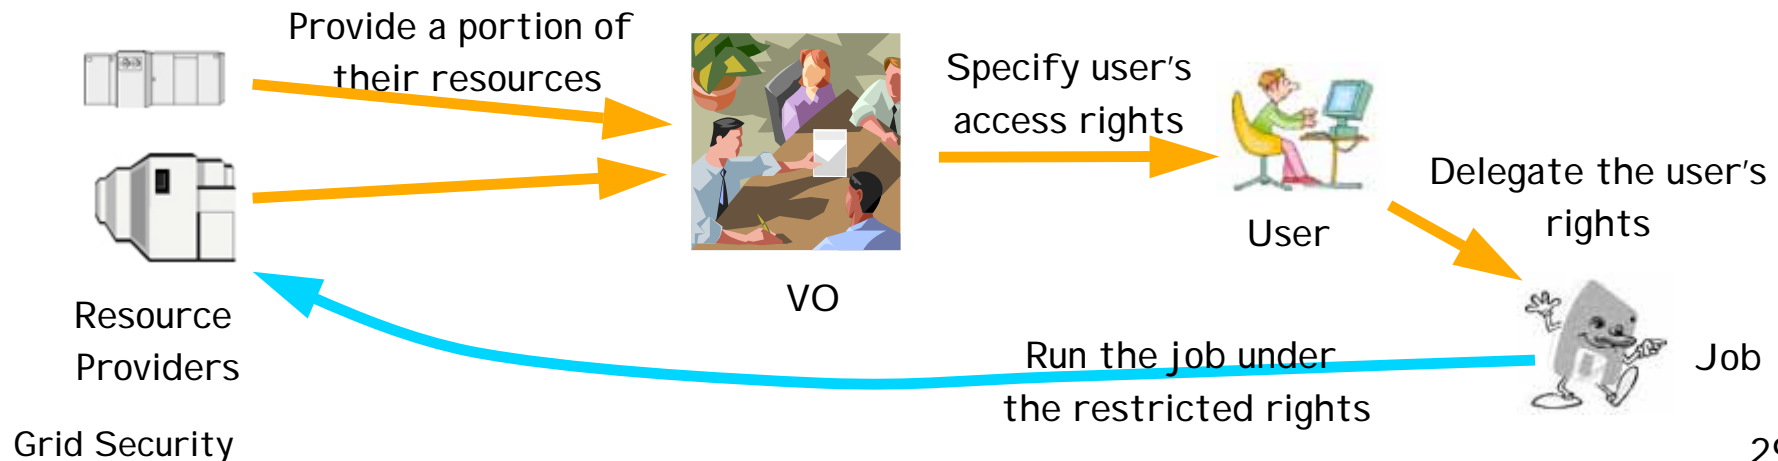 Provide a portion of
their resources
Specify user's
access rights
Delegate the user's
rights
User
VO
Resource
Providers
Run the job under
the restricted rights
Job
Grid Security